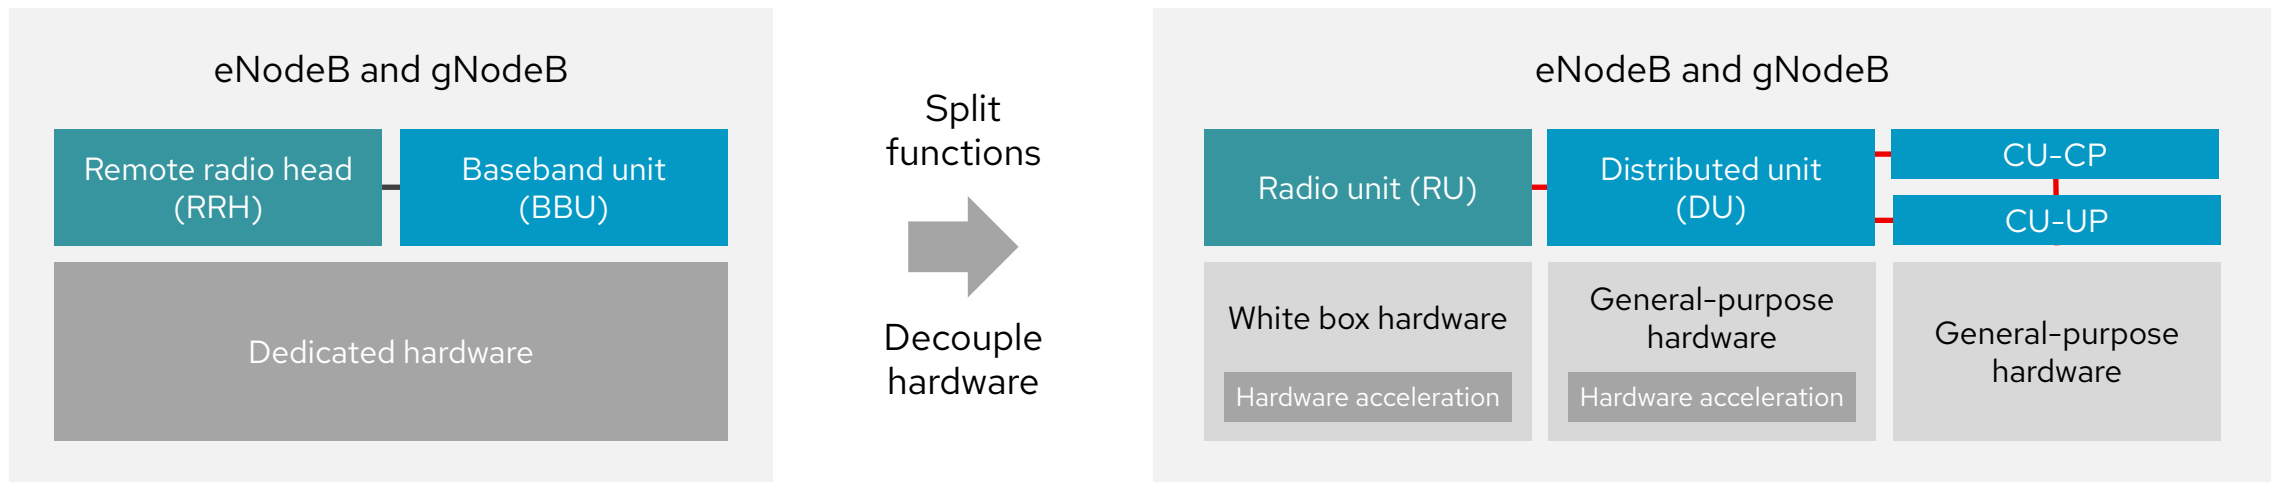 eNodeB and gNodeB
Remote radio head
(RRH)
Baseband unit
(BBU)
Dedicated hardware
Split
functions
Decouple
hardware
eNodeB and gNodeB
Radio unit (RU)
Distributed unit
(DU)
CU-CP
CU-UP
White box hardware
Hardware acceleration
General-purpose
hardware
Hardware acceleration
General-purpose
hardware